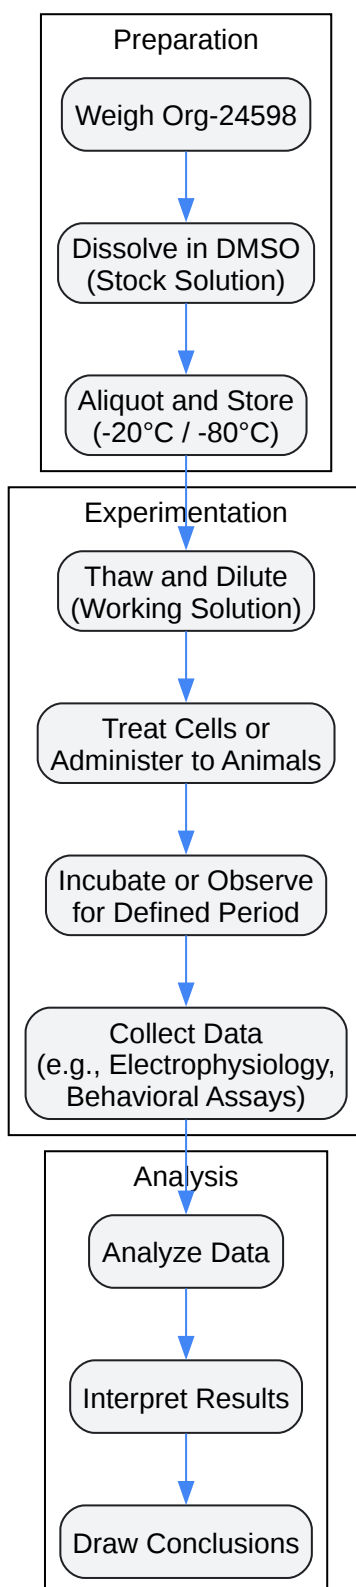 Preparation
Weigh Org-24598
Dissolve in DMSO
(Stock Solution)
Aliquot and Store
(-20°C / -80°C)
Experimentation
Thaw and Dilute
(Working Solution)
Treat Cells or
Administer to Animals
Incubate or Observe
for Defined Period
Collect Data
(e.g., Electrophysiology,
Behavioral Assays)
Analysis
Analyze Data
Interpret Results
Draw Conclusions